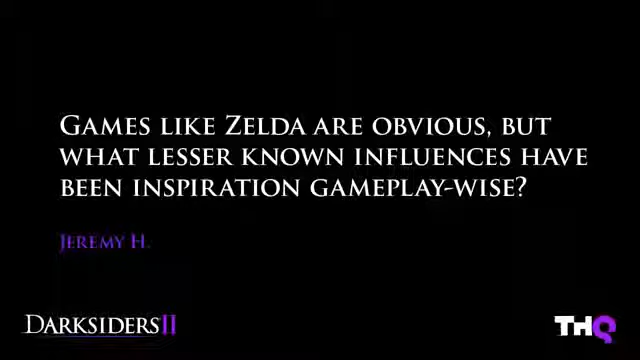 Games like Zelda are obvious, but
what lesser known influences have
been inspiration gameplay-wise?
Jeremy H.
Darksiders II
THQ